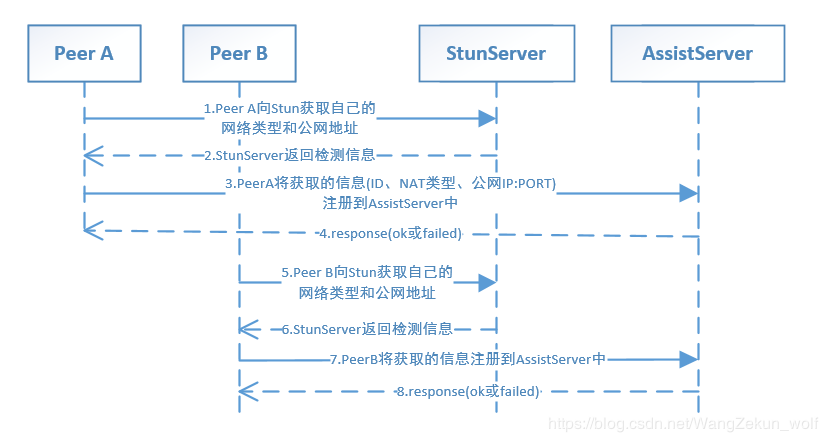 Peer A
Peer B
StunServer
AssistServer
1.Peer A向Stun获取自己的
网络类型和公网地址
2.StunServer返回检测信息
3.PeerA将获取的信息(ID、NAT类型、公网IP:PORT)
注册到AssistServer中
4.response(ok或failed)
5.Peer B向Stun获取自己的
网络类型和公网地址
6.StunServer返回检测信息
7.PeerB将获取的信息注册到AssistServer中
8.response(ok或failed)
https://blog.csdn.net/WangZekun_wolf